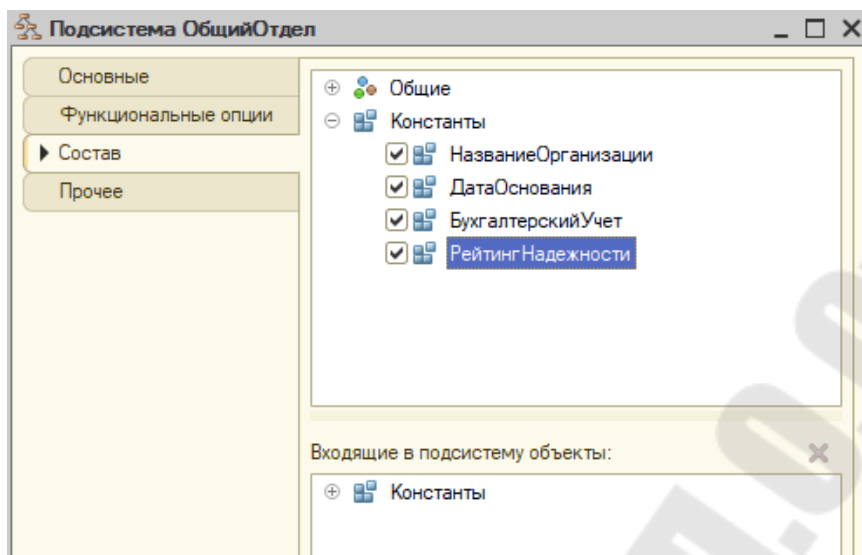 Подсистема ОбщийОтдел
Основные
Функциональные опции
Состав
Прочее
Общие
Константы
НазваниеОрганизации
ДатаОснования
БухгалтерскийУчет
РейтингНадежности
Входящие в подсистему объекты:
Константы